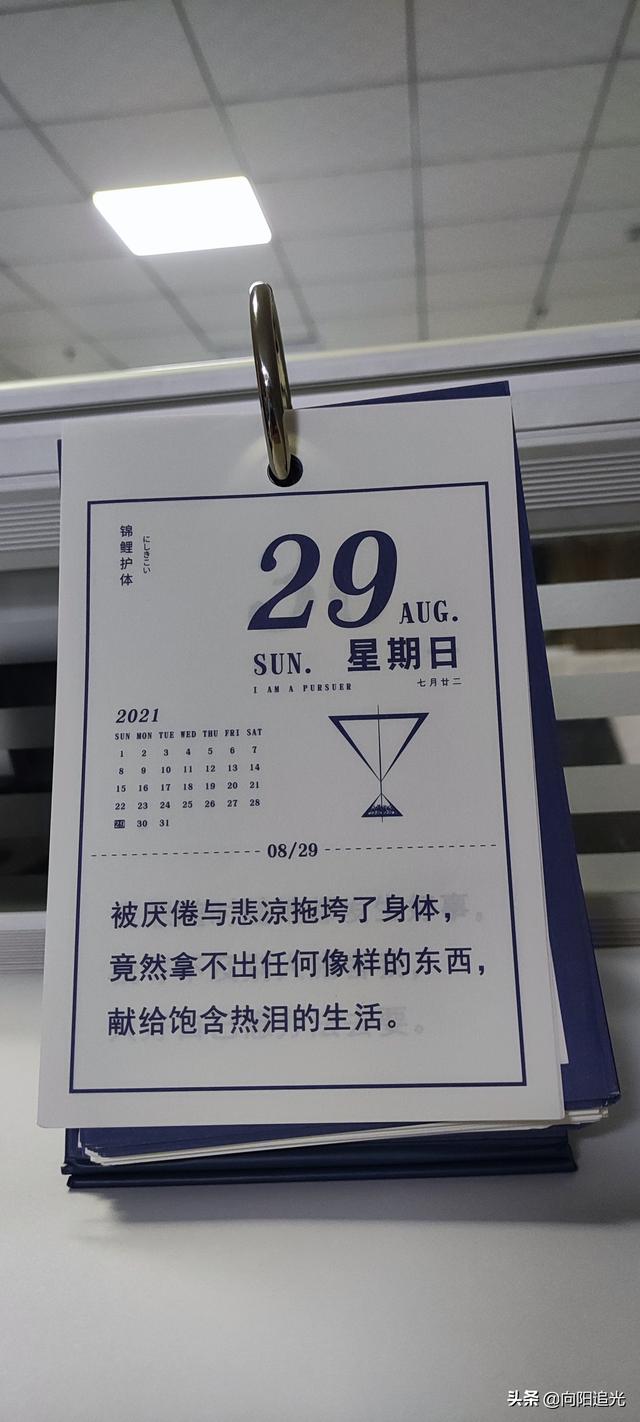 锦鲤护体
にしきこい
29
AUG.
SUN. 星期日
I AM A PURSUER 七月廿二
2021
SUN MON TUE WED THU FRI SAT
1 2 3 4 5 6 7
8 9 10 11 12 13 14
15 16 17 18 19 20 21
22 23 24 25 26 27 28
29 30 31
08/29
被厌倦与悲凉拖垮了身体，
竟然拿不出任何像样的东西，
献给饱含热泪的生活。
头条 @向阳追光